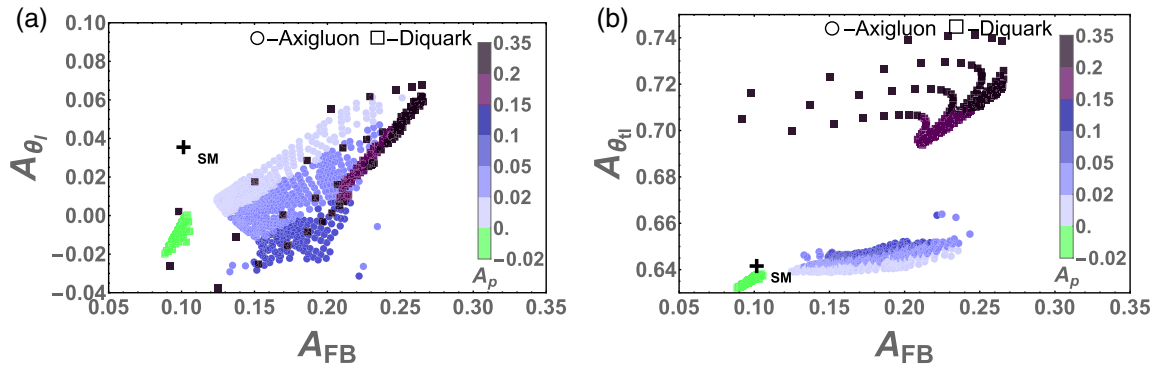 (a)
○–Axigluon □–Diquark
A_θl
0.10
0.08
0.06
0.04
0.02
0.00
−0.02
−0.04
SM
0.35
0.2
0.15
0.1
0.05
0.02
0.
−0.02
A_p
0.05 0.10 0.15 0.20 0.25 0.30 0.35
A_FB
(b)
○–Axigluon □–Diquark
A_θtl
0.74
0.72
0.70
0.68
0.66
0.64
SM
0.35
0.2
0.15
0.1
0.05
0.02
0.
−0.02
A_p
0.05 0.10 0.15 0.20 0.25 0.30 0.35
A_FB